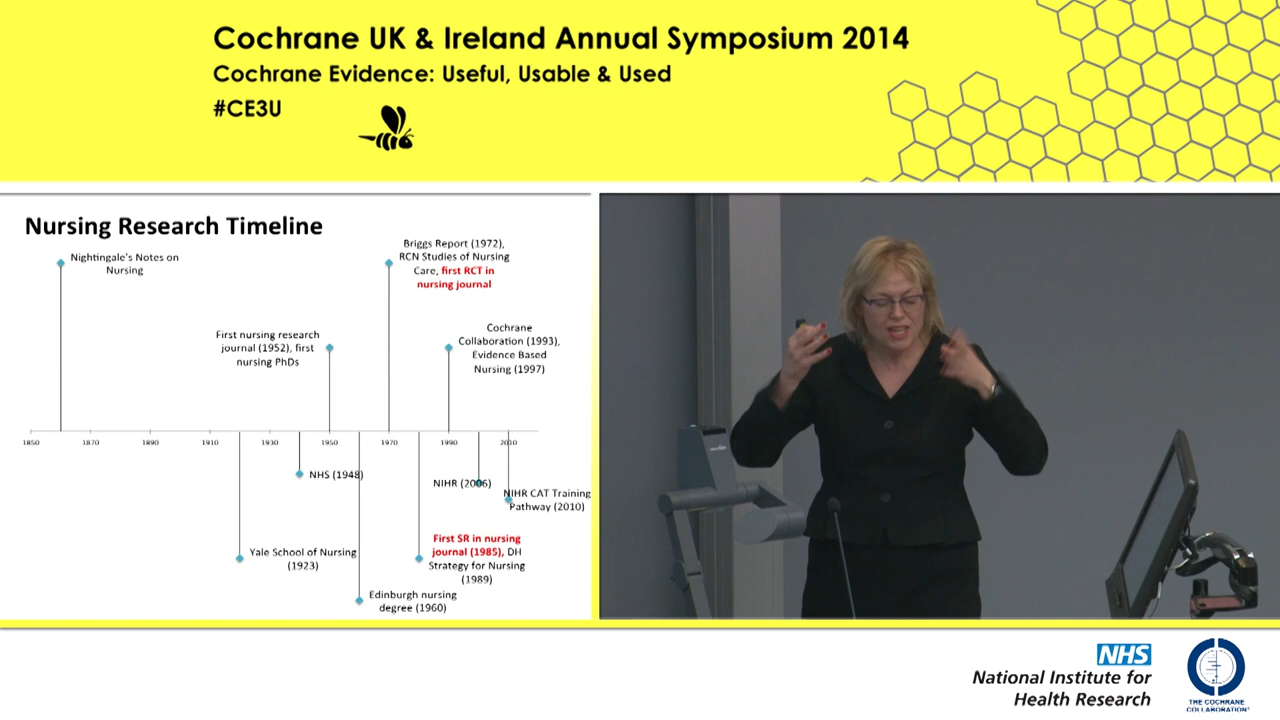 Cochrane UK & Ireland Annual Symposium 2014
Cochrane Evidence: Useful, Usable & Used
#CE3U
Nursing Research Timeline
Nightingale's Notes on
Nursing
Briggs Report (1972),
RCN Studies of Nursing
Care, first RCT in
nursing journal
First nursing research
journal (1952), first
nursing PhDs
Cochrane
Collaboration (1993),
Evidence Based
Nursing (1997)
1850 1870 1890 1910 1930 1950 1970 1990 2010
NHS (1948)
NIHR (2006)
NIHR CAT Training
Pathway (2010)
Yale School of Nursing
(1923)
First SR in nursing
journal (1985), DH
Strategy for Nursing
(1989)
Edinburgh nursing
degree (1960)
NHS
National Institute for
Health Research
THE COCHRANE
COLLABORATION®